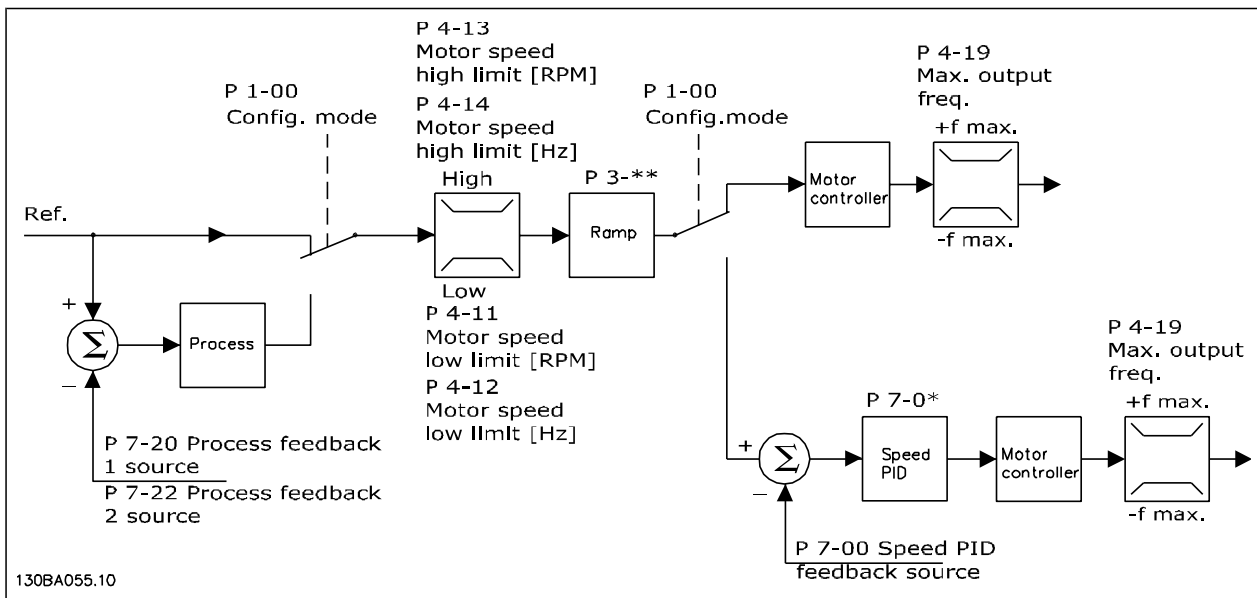 P 4-13
Motor speed
high limit [RPM]
P 4-14
Motor speed
high limit [Hz]
High
P 1-00
Config. mode
P 3-**
P 1-00
Config.mode
P 4-19
Max. output
freq.
+f max.
Motor
controller
-f max.
Ref.
Ramp
Low
P 4-11
Motor speed
low limit [RPM]
P 4-12
Motor speed
low limit [Hz]
+
Σ
−
Process
P 7-20 Process feedback
1 source
P 7-22 Process feedback
2 source
P 4-19
Max. output
freq.
+f max.
P 7-0*
+
Σ
−
Speed
PID
Motor
controller
-f max.
P 7-00 Speed PID
feedback source
130BA055.10